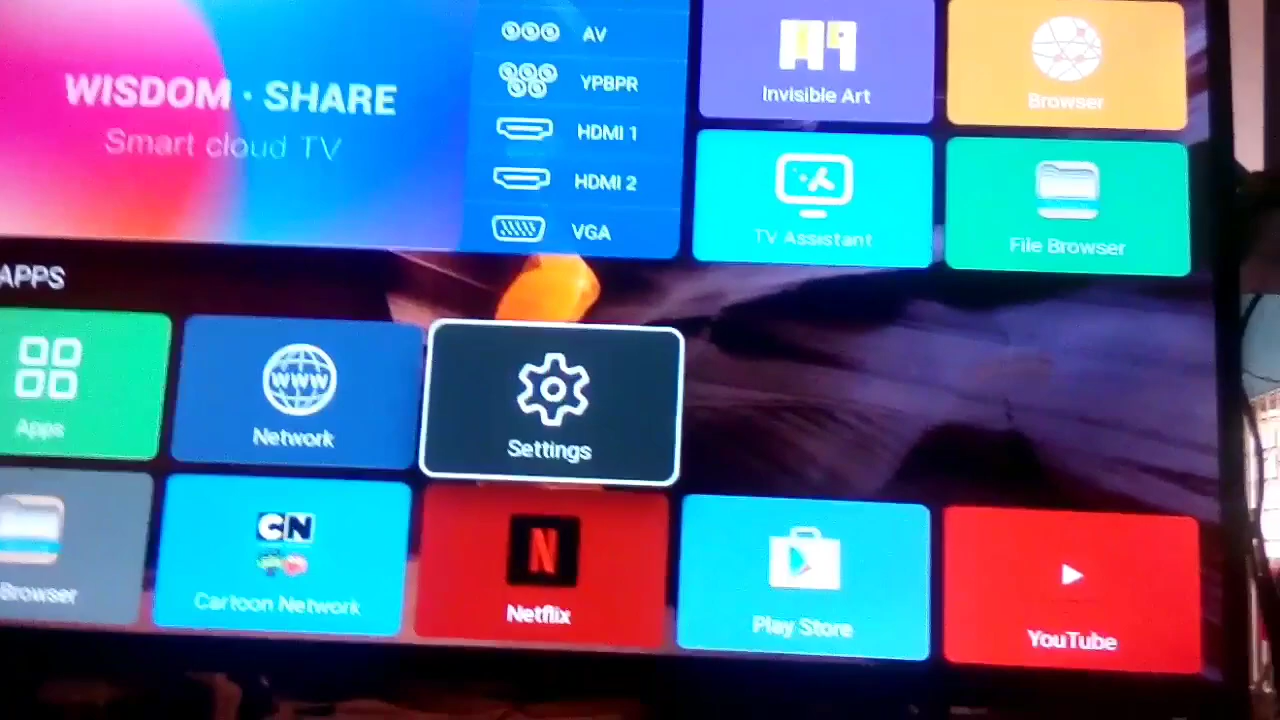 WISDOM · SHARE
Smart cloud TV
AV
YPBPR
HDMI 1
HDMI 2
VGA
Invisible Art
Browser
TV Assistant
File Browser
APPS
Apps
www
Network
Settings
Browser
CN
Cartoon Network
N
Netflix
Play Store
YouTube